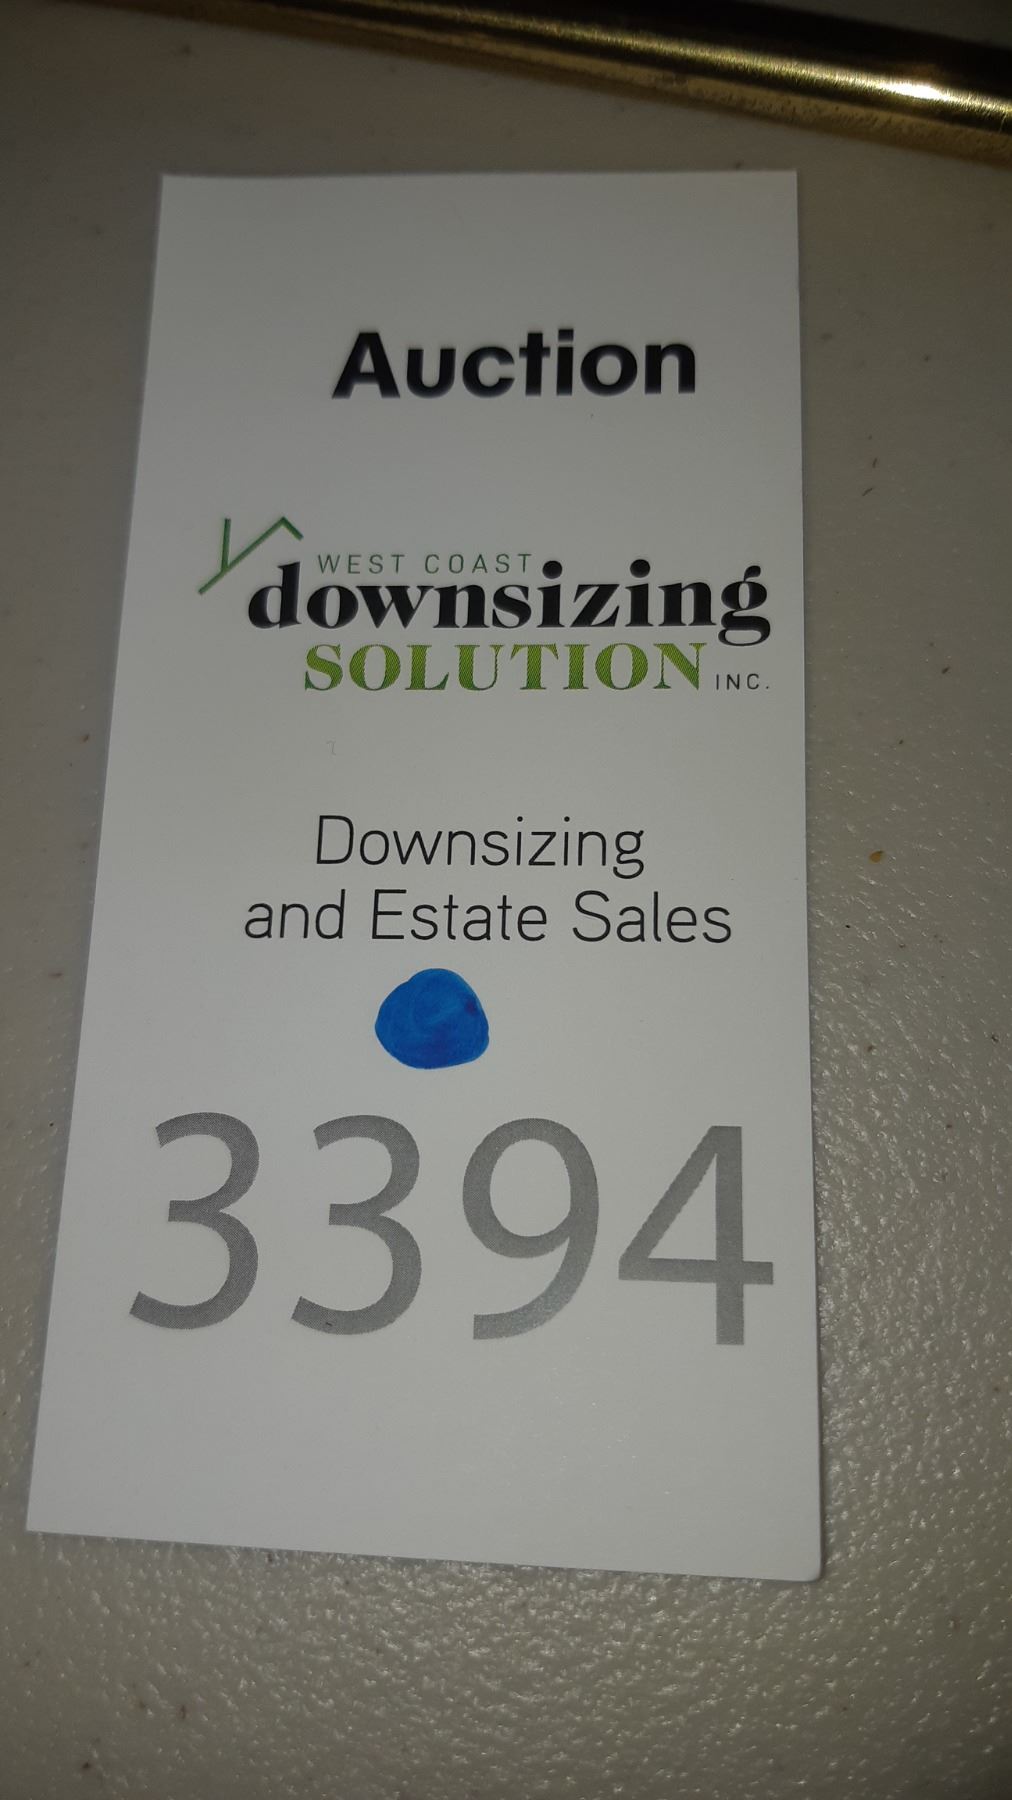 Auction
WEST COAST
downsizing
SOLUTION INC.
Downsizing
and Estate Sales
3394